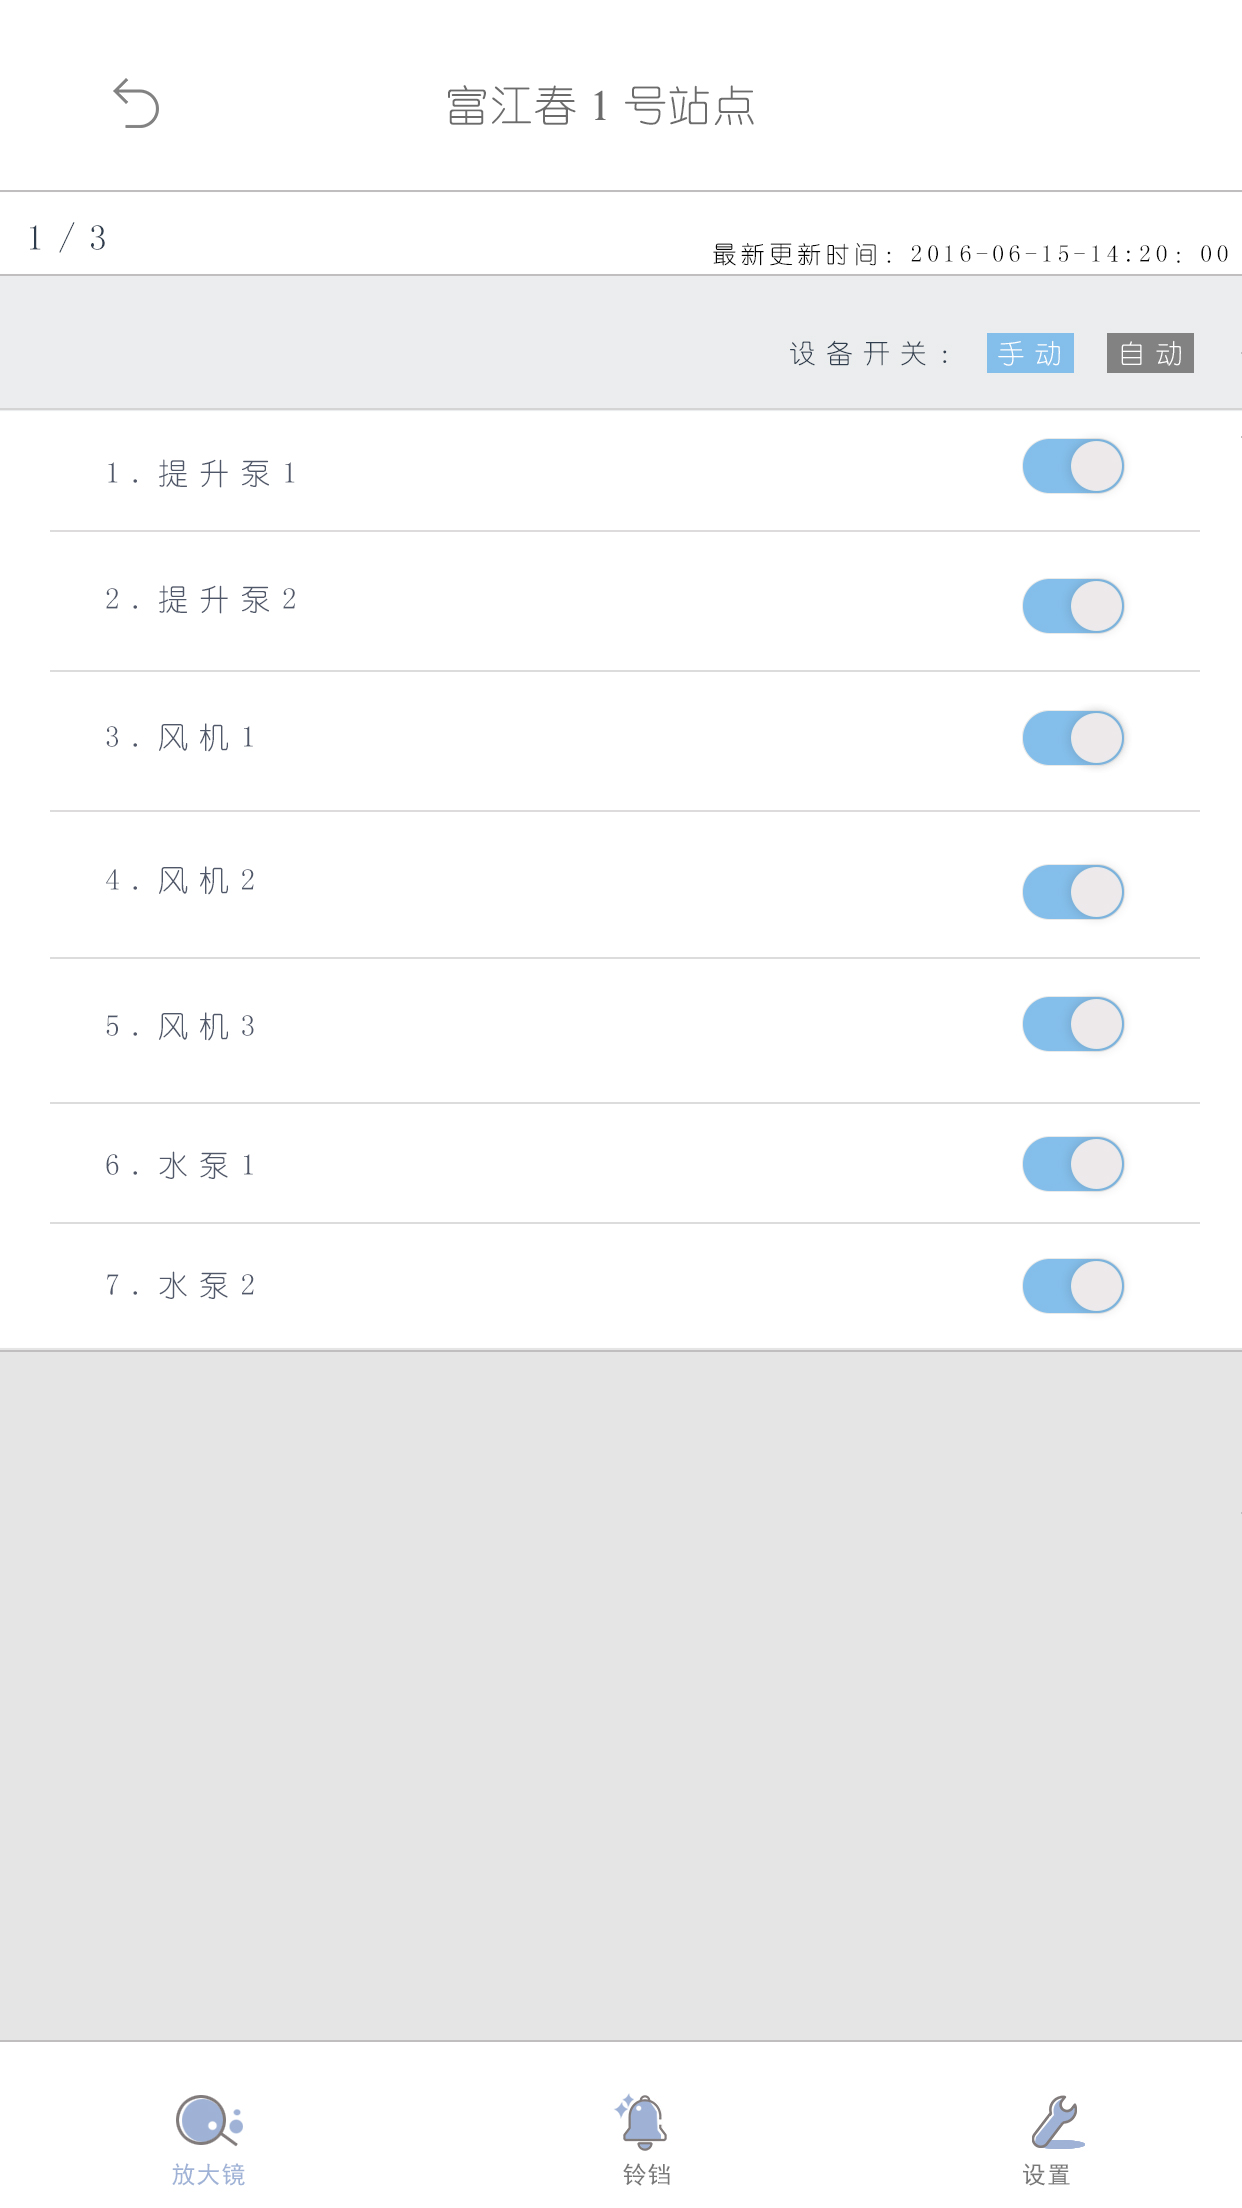 富江春 1 号站点
1 / 3
最新更新时间：2016-06-15-14:20：00
设备开关： 手动 自动
1. 提升泵1
2. 提升泵2
3. 风机1
4. 风机2
5. 风机3
6. 水泵1
7. 水泵2
放大镜 铃铛 设置